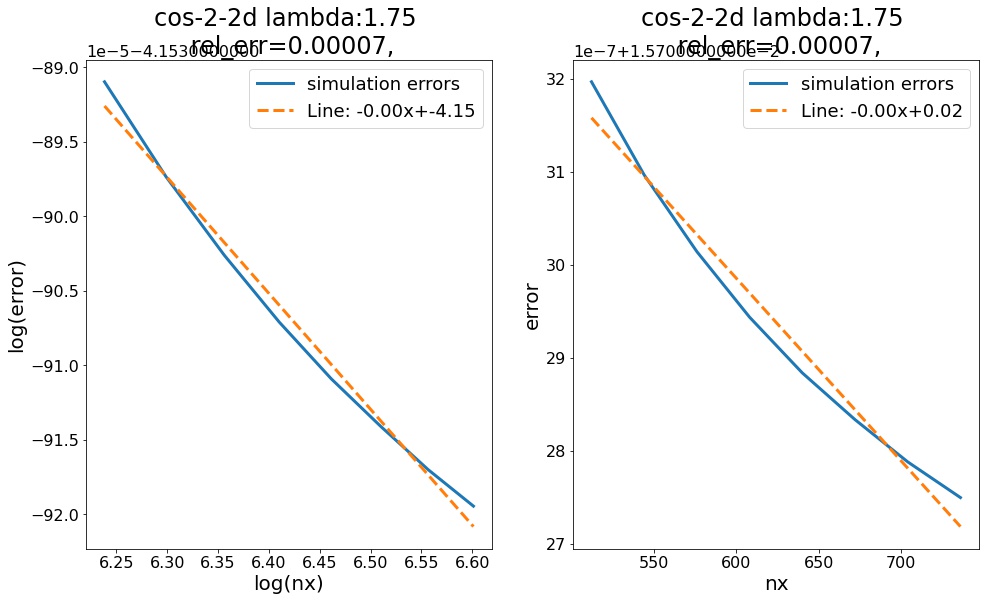 cos-2-2d lambda:1.75
rel_err=0.00007,
1e−5−4.1530000000
−89.0
−89.5
−90.0
−90.5
−91.0
−91.5
−92.0
log(error)
simulation errors
Line: -0.00x+-4.15
6.25 6.30 6.35 6.40 6.45 6.50 6.55 6.60
log(nx)
cos-2-2d lambda:1.75
rel_err=0.00007,
1e−7+1.5700000000e−2
32
31
30
29
28
27
error
simulation errors
Line: -0.00x+0.02
550 600 650 700
nx